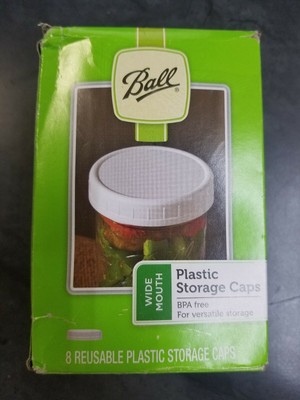 Ball®
WIDE
MOUTH
Plastic
Storage Caps
BPA free
For versatile storage
8 REUSABLE PLASTIC STORAGE CAPS